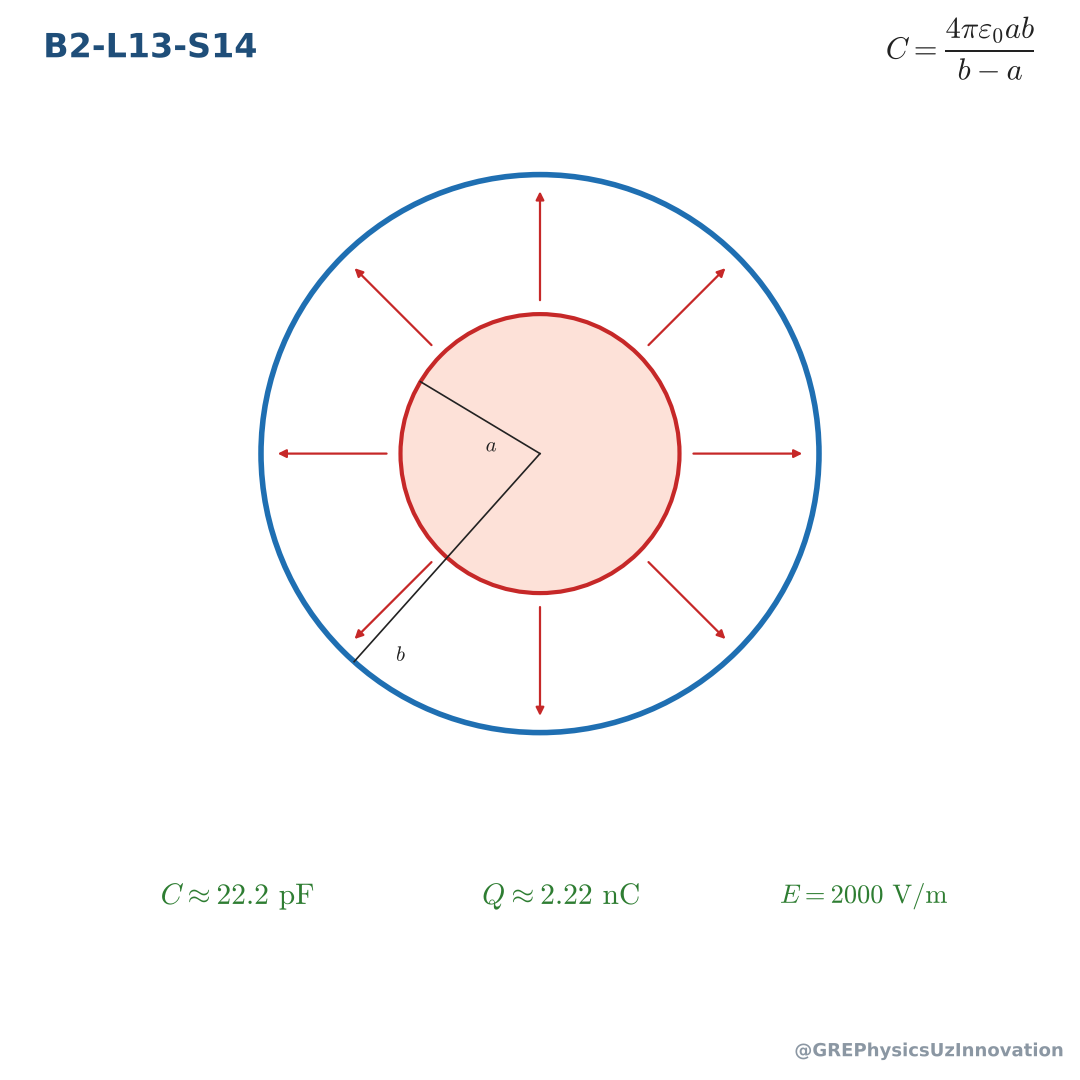 B2-L13-S14
C = 4πε₀ab / b − a
a
b
C ≈ 22.2 pF
Q ≈ 2.22 nC
E = 2000 V/m
@GREPhysicsUzInnovation